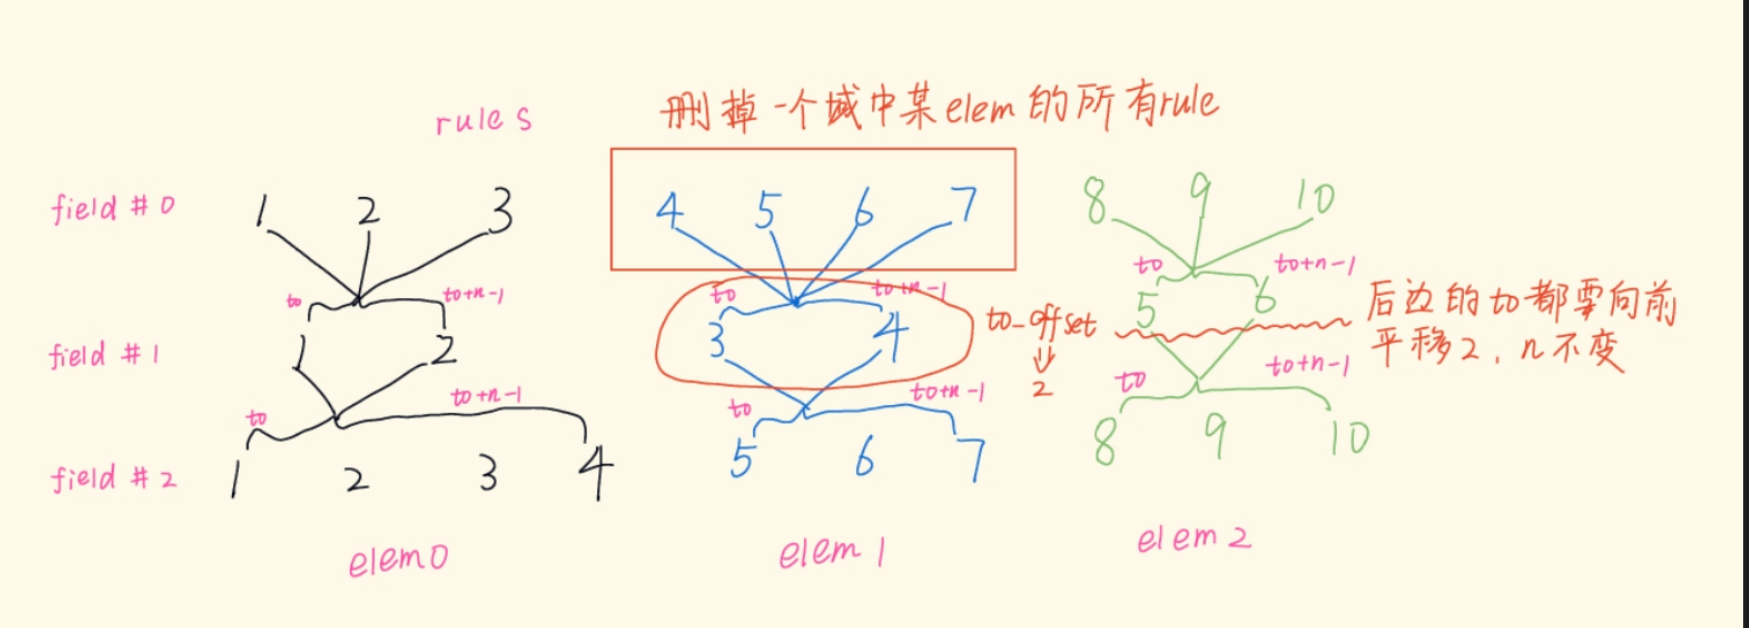 rules
删掉一个域中某elem的所有rule
field #0 1 2 3 4 5 6 7 8 9 10
to to+n-1 to to+n-1 to to+n-1
field #1 1 2 3 4 5 6
to_offset
⇓
2
后边的to都要向前
平移2，n不变
to to+n-1 to to+n-1 to to+n-1
field #2 1 2 3 4 5 6 7 8 9 10
elem0 elem 1 elem 2